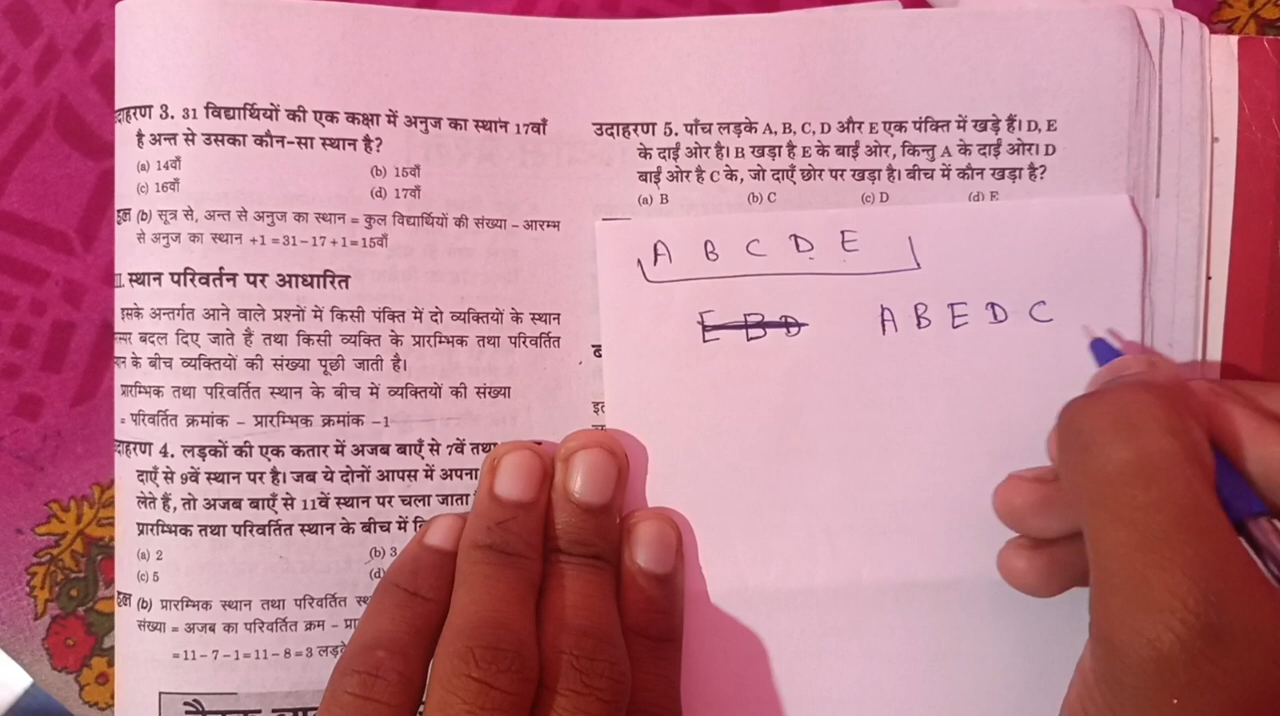 उदाहरण 3. 31 विद्यार्थियों की एक कक्षा में अनुज का स्थान 17वाँ
है अन्त से उसका कौन-सा स्थान है?
(a) 14वाँ (b) 15वाँ
(c) 16वाँ (d) 17वाँ
हल (b) सूत्र से, अन्त से अनुज का स्थान = कुल विद्यार्थियों की संख्या – आरम्भ
से अनुज का स्थान +1 = 31 – 17 + 1 = 15वाँ
स्थान परिवर्तन पर आधारित
इसके अन्तर्गत आने वाले प्रश्नों में किसी पंक्ति में दो व्यक्तियों के स्थान
बदल दिए जाते हैं तथा किसी व्यक्ति के प्रारम्भिक तथा परिवर्तित
के बीच व्यक्तियों की संख्या पूछी जाती है।
प्रारम्भिक तथा परिवर्तित स्थान के बीच में व्यक्तियों की संख्या
= परिवर्तित क्रमांक – प्रारम्भिक क्रमांक –1
उदाहरण 4. लड़कों की एक कतार में अजब बाएँ से 7वें तथा
दाएँ से 9वें स्थान पर है। जब ये दोनों आपस में अपना
लेते हैं, तो अजब बाएँ से 11वें स्थान पर चला जाता
प्रारम्भिक तथा परिवर्तित स्थान के बीच में
(a) 2 (b) 3
(c) 5 (d)
हल (b) प्रारम्भिक स्थान तथा परिवर्तित
संख्या = अजब का परिवर्तित क्रम –
= 11 – 7 – 1 = 11 – 8 = 3 लड़के
उदाहरण 5. पाँच लड़के A, B, C, D और E एक पंक्ति में खड़े हैं। D, E
के दाईं ओर है। B खड़ा है E के बाईं ओर, किन्तु A के दाईं ओर। D
बाईं ओर है C के, जो दाएँ छोर पर खड़ा है। बीच में कौन खड़ा है?
(a) B (b) C (c) D (d) E
A B C D E
E B D A B E D C